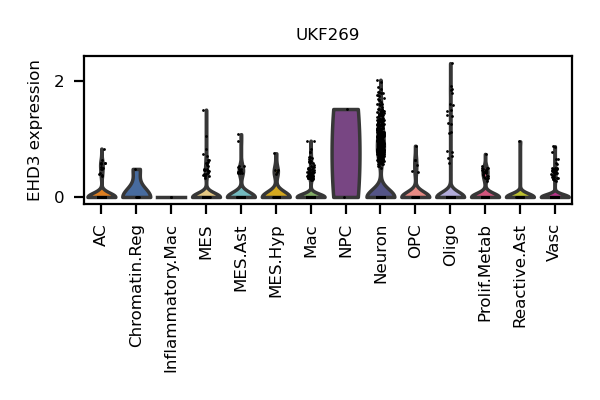 UKF269
EHD3 expression
2
0
AC
Chromatin.Reg
Inflammatory.Mac
MES
MES.Ast
MES.Hyp
Mac
NPC
Neuron
OPC
Oligo
Prolif.Metab
Reactive.Ast
Vasc